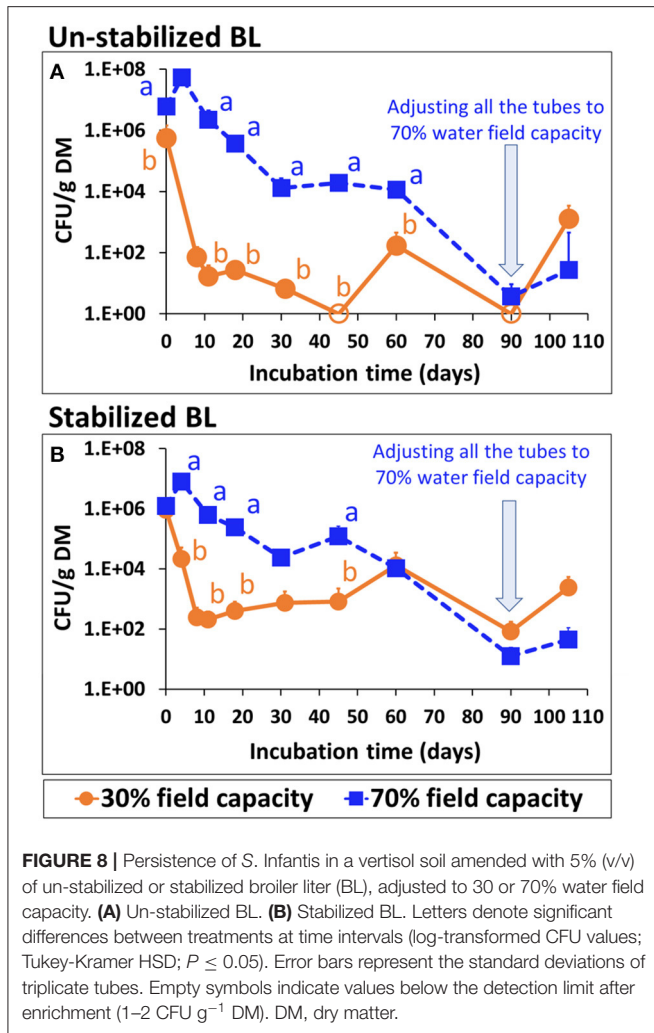 Un-stabilized BL
A
1.E+08
1.E+06
1.E+04
1.E+02
1.E+00
CFU/g DM
a
a
a
a
a
a
b
b
b
b
b
b
Adjusting all the tubes to
70% water field capacity
0 10 20 30 40 50 60 70 80 90 100 110
Incubation time (days)
Stabilized BL
B
1.E+08
1.E+06
1.E+04
1.E+02
1.E+00
CFU/g DM
a
a
a
a
b
b
b
b
Adjusting all the tubes to
70% water field capacity
0 10 20 30 40 50 60 70 80 90 100 110
Incubation time (days)
30% field capacity 70% field capacity
FIGURE 8 | Persistence of S. Infantis in a vertisol soil amended with 5% (v/v)
of un-stabilized or stabilized broiler liter (BL), adjusted to 30 or 70% water field
capacity. (A) Un-stabilized BL. (B) Stabilized BL. Letters denote significant
differences between treatments at time intervals (log-transformed CFU values;
Tukey-Kramer HSD; P ≤ 0.05). Error bars represent the standard deviations of
triplicate tubes. Empty symbols indicate values below the detection limit after
enrichment (1–2 CFU g⁻¹ DM). DM, dry matter.